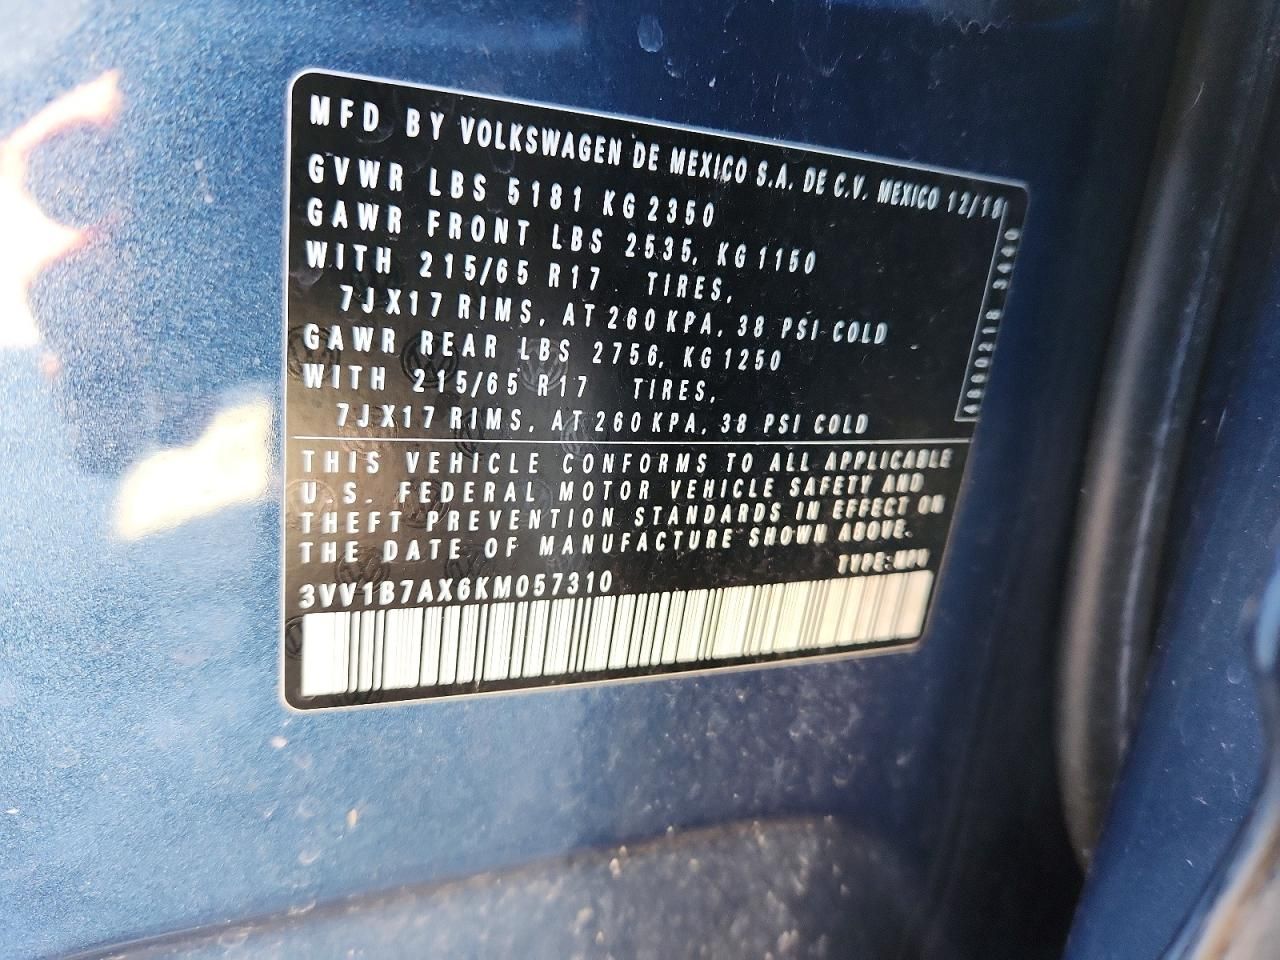 MFD BY VOLKSWAGEN DE MEXICO S.A. DE C.V. MEXICO 12/18
GVWR LBS 5181 KG 2350
GAWR FRONT LBS 2535, KG 1150
WITH 215/65 R17 TIRES,
7JX17 RIMS, AT 260 KPA, 38 PSI COLD
GAWR REAR LBS 2756, KG 1250
WITH 215/65 R17 TIRES,
7JX17 RIMS, AT 260 KPA, 38 PSI COLD
THIS VEHICLE CONFORMS TO ALL APPLICABLE
U.S. FEDERAL MOTOR VEHICLE SAFETY AND
THEFT PREVENTION STANDARDS IN EFFECT ON
THE DATE OF MANUFACTURE SHOWN ABOVE.
TYPE:MPV
3VV1B7AX6KM057310